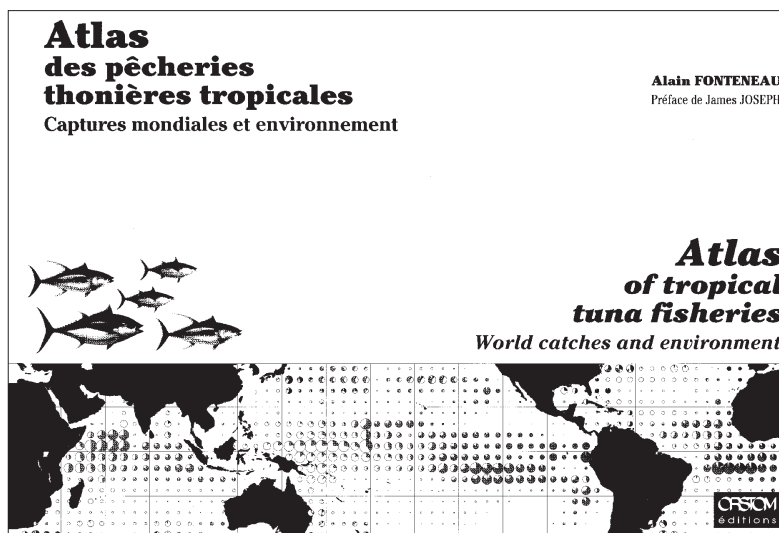 Atlas
des pêcheries
thonières tropicales
Captures mondiales et environnement
Alain FONTENEAU
Préface de James JOSEPH
Atlas
of tropical
tuna fisheries
World catches and environment
ORSTOM
éditions